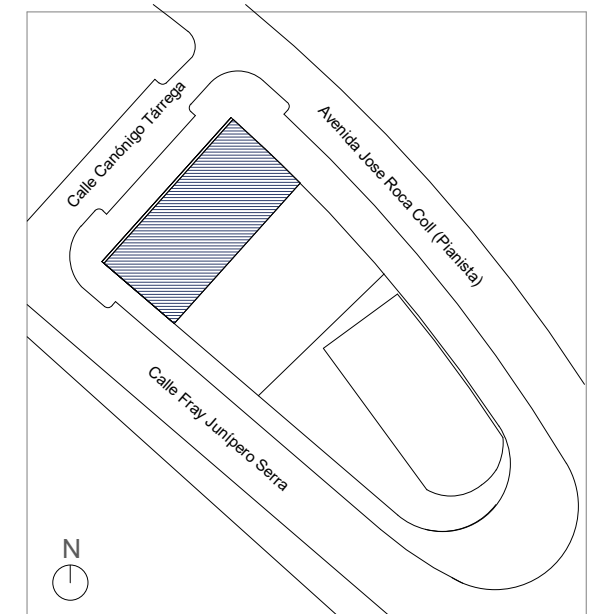 Calle Canónigo Tárrega
Avenida Jose Roca Coll (Pianista)
Calle Fray Junípero Serra
N